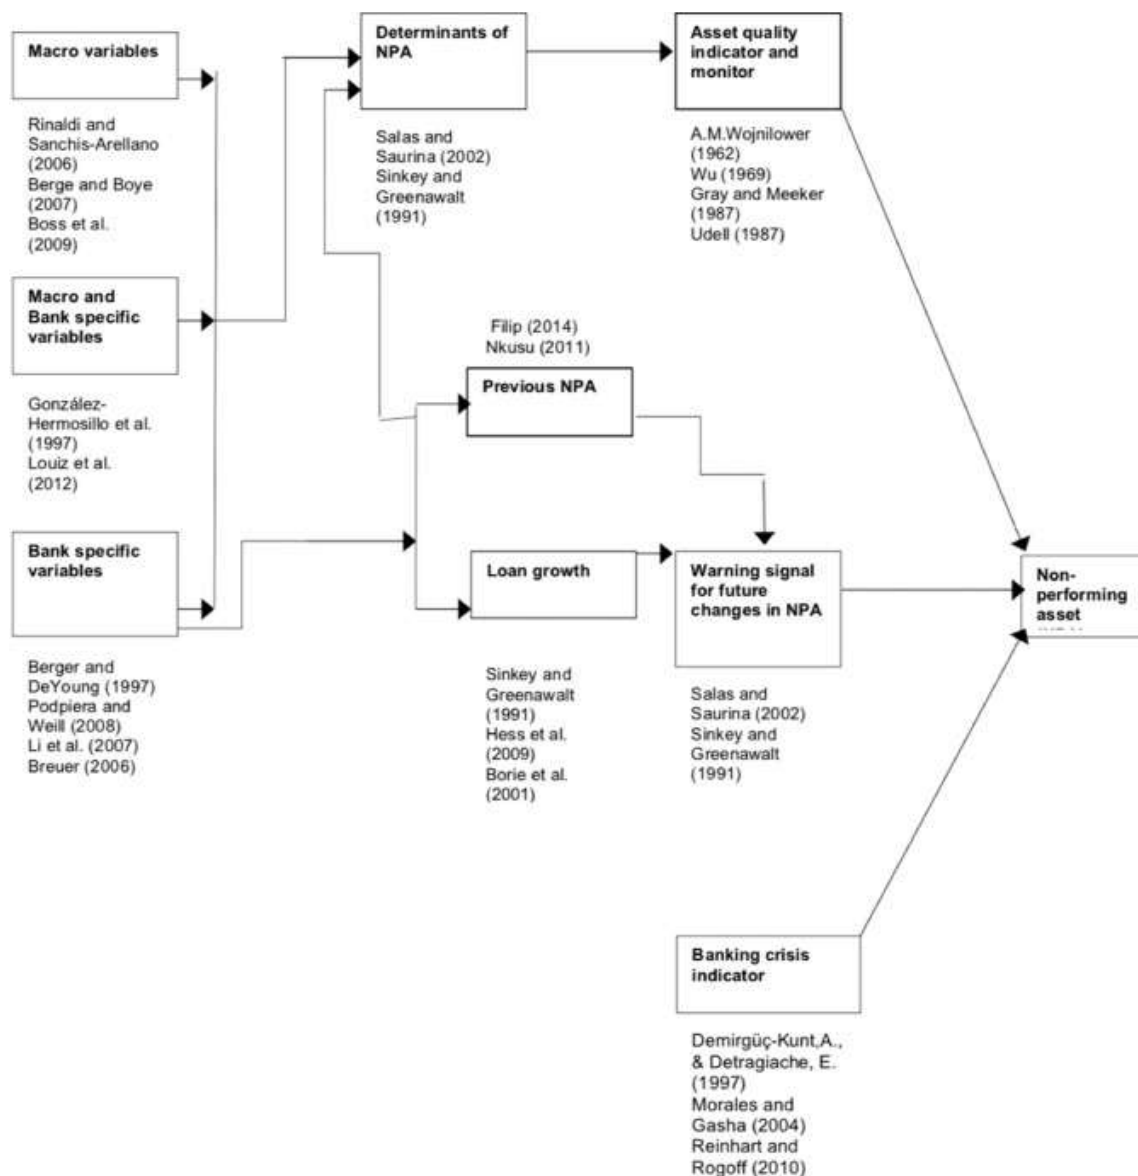 Macro variables
Rinaldi and
Sanchis-Arellano
(2006)
Berge and Boye
(2007)
Boss et al.
(2009)
Macro and
Bank specific
variables
González-
Hermosillo et al.
(1997)
Louiz et al.
(2012)
Bank specific
variables
Berger and
DeYoung (1997)
Podpiera and
Weill (2008)
Li et al. (2007)
Breuer (2006)
Determinants of
NPA
Salas and
Saurina (2002)
Sinkey and
Greenawalt
(1991)
Filip (2014)
Nkusu (2011)
Previous NPA
Loan growth
Sinkey and
Greenawalt
(1991)
Hess et al.
(2009)
Borie et al.
(2001)
Asset quality
indicator and
monitor
A.M.Wojnilower
(1962)
Wu (1969)
Gray and Meeker
(1987)
Udell (1987)
Warning signal
for future
changes in NPA
Salas and
Saurina (2002)
Sinkey and
Greenawalt
(1991)
Banking crisis
indicator
Demirgüç-Kunt,A.,
& Detragiache, E.
(1997)
Morales and
Gasha (2004)
Reinhart and
Rogoff (2010)
Non-
performing
asset